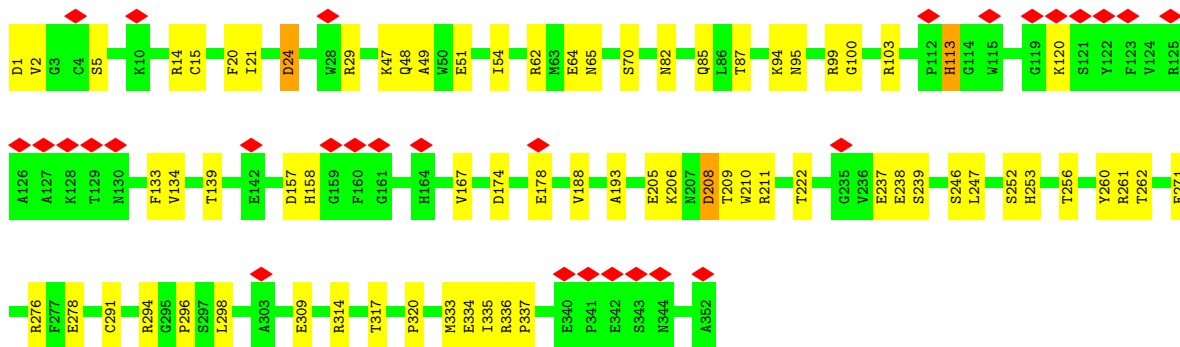 D1 V2 G3 C4 S5 K10 R14 C15 F20 I21 D24 W28 R29 K47 Q48 A49 W50 E51 I54 R62 M63 E64 N65 S70 N82 Q85 L86 T87 K94 N95 R99 G100 R103 P112 H113 G114 W115 G119 K120 S121 Y122 F123 V124 R125
A126 A127 K128 T129 N130 F133 V134 T139 E142 D157 H158 G159 F160 G161 H164 V167 D174 E178 V188 A193 E205 K206 N207 D208 T209 W210 R211 T222 G235 V236 E237 E238 S239 S246 L247 S252 H253 T256 Y260 R261 T262
R276 F277 E278 C291 R294 G295 P296 S297 L298 A303 E309 R314 T317 P320 M333 E334 I335 R336 P337 E340 P341 E342 S343 N344 A352